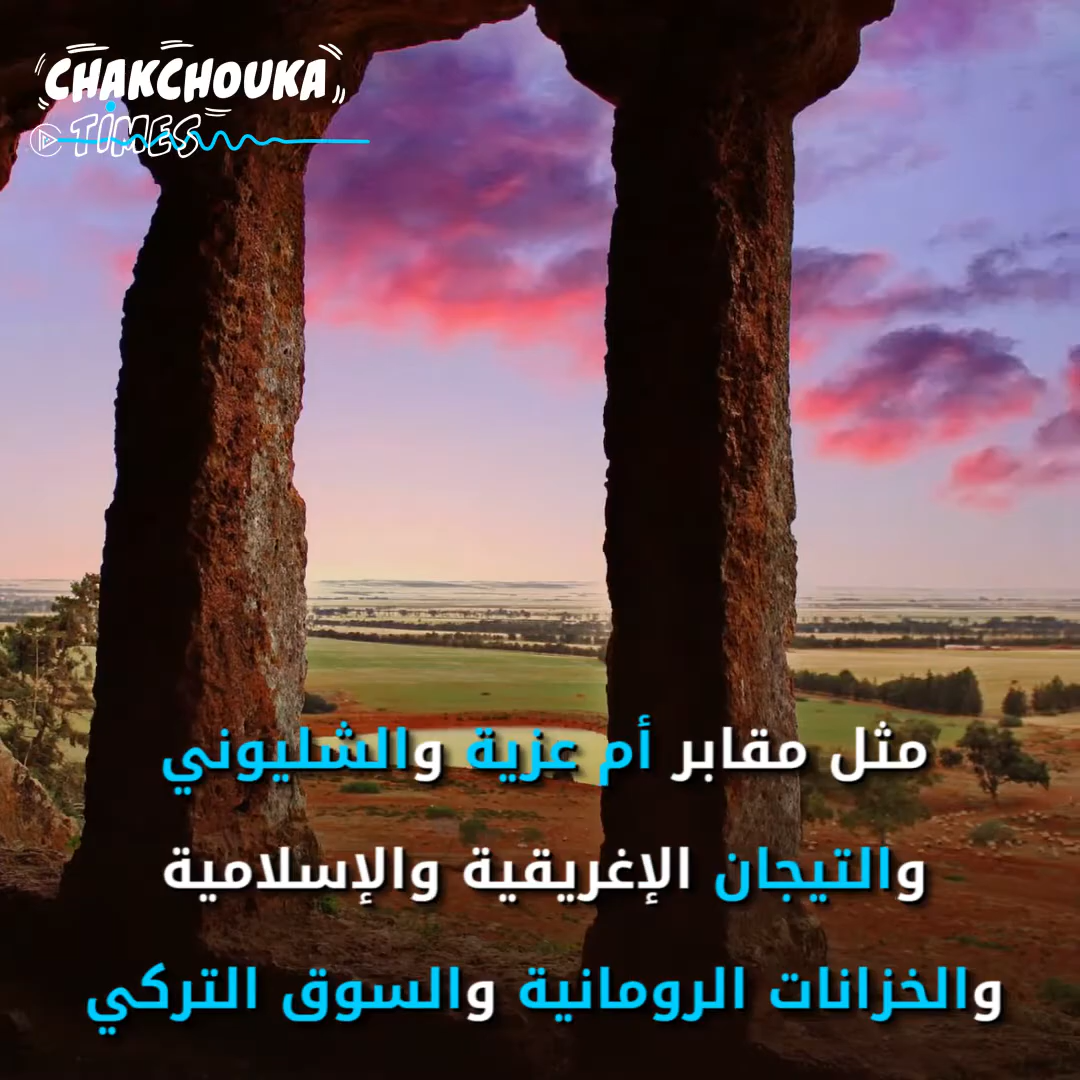 CHAKCHOUKA
TIMES
مثل مقابر أم عزية والشليوني
والتيجان الإغريقية والإسلامية
والخزانات الرومانية والسوق التركي